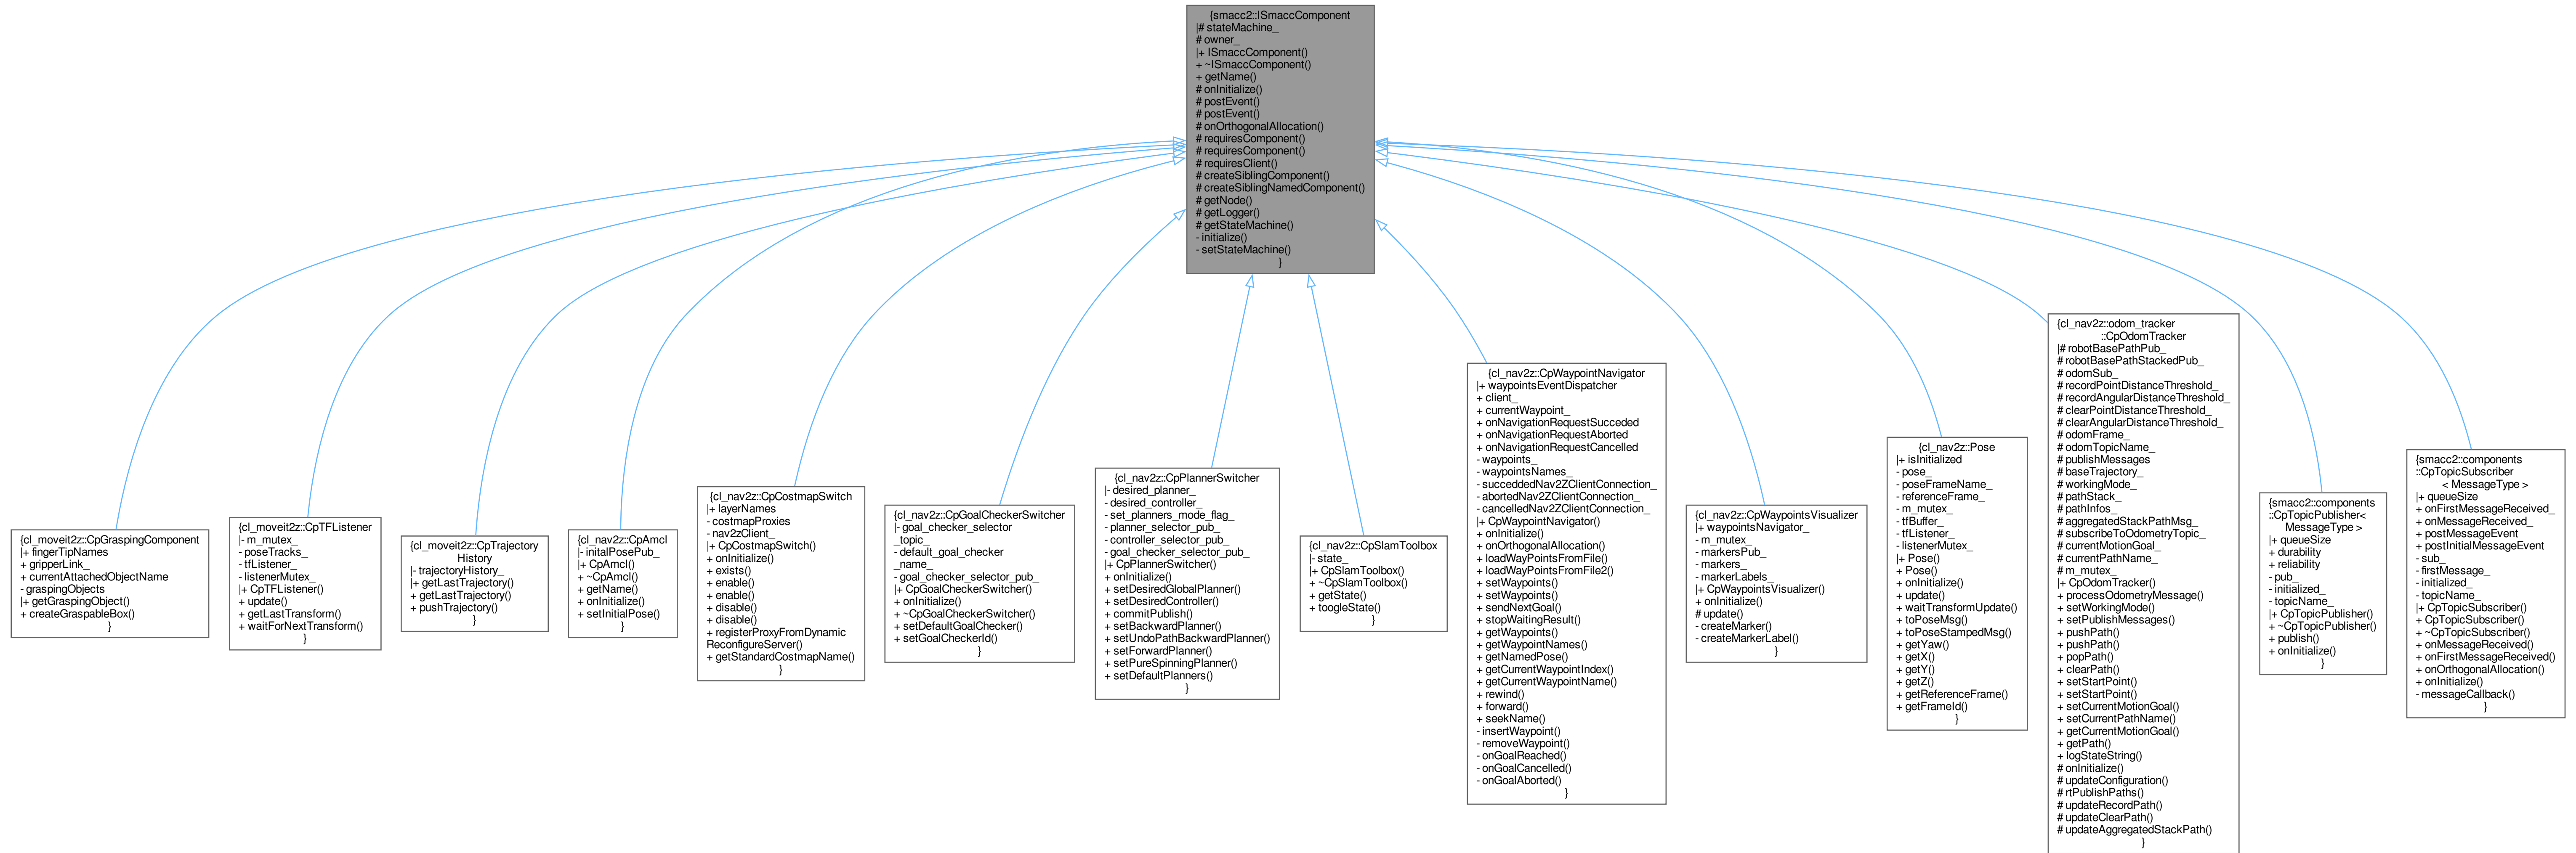 {smacc2::ISmaccComponent
|# stateMachine_
# owner_
|+ ISmaccComponent()
+ ~ISmaccComponent()
+ getName()
# onInitialize()
# postEvent()
# postEvent()
# onOrthogonalAllocation()
# requiresComponent()
# requiresComponent()
# requiresClient()
# createSiblingComponent()
# createSiblingNamedComponent()
# getNode()
# getLogger()
# getStateMachine()
- initialize()
- setStateMachine()
}
{cl_moveit2z::CpGraspingComponent
|+ fingerTipNames
+ gripperLink_
+ currentAttachedObjectName
- graspingObjects
|+ getGraspingObject()
+ createGraspableBox()
}
{cl_moveit2z::CpTFListener
|- m_mutex_
- poseTracks_
- tfListener_
- listenerMutex_
|+ CpTFListener()
+ update()
+ getLastTransform()
+ waitForNextTransform()
}
{cl_moveit2z::CpTrajectory
History
|- trajectoryHistory_
|+ getLastTrajectory()
+ getLastTrajectory()
+ pushTrajectory()
}
{cl_nav2z::CpAmcl
|- initalPosePub_
|+ CpAmcl()
+ ~CpAmcl()
+ getName()
+ onInitialize()
+ setInitialPose()
}
{cl_nav2z::CpCostmapSwitch
|+ layerNames
- costmapProxies
- nav2zClient_
|+ CpCostmapSwitch()
+ onInitialize()
+ exists()
+ enable()
+ enable()
+ disable()
+ disable()
+ registerProxyFromDynamic
ReconfigureServer()
+ getStandardCostmapName()
}
{cl_nav2z::CpGoalCheckerSwitcher
|- goal_checker_selector
_topic_
- default_goal_checker
_name_
- goal_checker_selector_pub_
|+ CpGoalCheckerSwitcher()
+ onInitialize()
+ ~CpGoalCheckerSwitcher()
+ setDefaultGoalChecker()
+ setGoalCheckerId()
}
{cl_nav2z::CpPlannerSwitcher
|- desired_planner_
- desired_controller_
- set_planners_mode_flag_
- planner_selector_pub_
- controller_selector_pub_
- goal_checker_selector_pub_
|+ CpPlannerSwitcher()
+ onInitialize()
+ setDesiredGlobalPlanner()
+ setDesiredController()
+ commitPublish()
+ setBackwardPlanner()
+ setUndoPathBackwardPlanner()
+ setForwardPlanner()
+ setPureSpinningPlanner()
+ setDefaultPlanners()
}
{cl_nav2z::CpSlamToolbox
|- state_
|+ CpSlamToolbox()
+ ~CpSlamToolbox()
+ getState()
+ toogleState()
}
{cl_nav2z::CpWaypointNavigator
|+ waypointsEventDispatcher
+ client_
+ currentWaypoint_
+ onNavigationRequestSucceded
+ onNavigationRequestAborted
+ onNavigationRequestCancelled
- waypoints_
- waypointsNames_
- succeddedNav2ZClientConnection_
- abortedNav2ZClientConnection_
- cancelledNav2ZClientConnection_
|+ CpWaypointNavigator()
+ onInitialize()
+ onOrthogonalAllocation()
+ loadWayPointsFromFile()
+ loadWayPointsFromFile2()
+ setWaypoints()
+ setWaypoints()
+ sendNextGoal()
+ stopWaitingResult()
+ getWaypoints()
+ getWaypointNames()
+ getNamedPose()
+ getCurrentWaypointIndex()
+ getCurrentWaypointName()
+ rewind()
+ forward()
+ seekName()
- insertWaypoint()
- removeWaypoint()
- onGoalReached()
- onGoalCancelled()
- onGoalAborted()
}
{cl_nav2z::CpWaypointsVisualizer
|+ waypointsNavigator_
- m_mutex_
- markersPub_
- markers_
- markerLabels_
|+ CpWaypointsVisualizer()
+ onInitialize()
# update()
- createMarker()
- createMarkerLabel()
}
{cl_nav2z::Pose
|+ isInitialized
- pose_
- poseFrameName_
- referenceFrame_
- m_mutex_
- tfBuffer_
- tfListener_
- listenerMutex_
|+ Pose()
+ Pose()
+ onInitialize()
+ update()
+ waitTransformUpdate()
+ toPoseMsg()
+ toPoseStampedMsg()
+ getYaw()
+ getX()
+ getY()
+ getZ()
+ getReferenceFrame()
+ getFrameId()
}
{cl_nav2z::odom_tracker
::CpOdomTracker
|# robotBasePathPub_
# robotBasePathStackedPub_
# odomSub_
# recordPointDistanceThreshold_
# recordAngularDistanceThreshold_
# clearPointDistanceThreshold_
# clearAngularDistanceThreshold_
# odomFrame_
# odomTopicName_
# publishMessages
# baseTrajectory_
# workingMode_
# pathStack_
# pathInfos_
# aggregatedStackPathMsg_
# subscribeToOdometryTopic_
# currentMotionGoal_
# currentPathName_
# m_mutex_
|+ CpOdomTracker()
+ processOdometryMessage()
+ setWorkingMode()
+ setPublishMessages()
+ pushPath()
+ pushPath()
+ popPath()
+ clearPath()
+ setStartPoint()
+ setStartPoint()
+ setCurrentMotionGoal()
+ setCurrentPathName()
+ getCurrentMotionGoal()
+ getPath()
+ logStateString()
# onInitialize()
# updateConfiguration()
# rtPublishPaths()
# updateRecordPath()
# updateClearPath()
# updateAggregatedStackPath()
}
{smacc2::components
::CpTopicPublisher<
MessageType >
|+ queueSize
+ durability
+ reliability
- pub_
- initialized_
- topicName_
|+ CpTopicPublisher()
+ ~CpTopicPublisher()
+ publish()
+ onInitialize()
}
{smacc2::components
::CpTopicSubscriber
< MessageType >
|+ queueSize
+ onFirstMessageReceived_
+ onMessageReceived_
+ postMessageEvent
+ postInitialMessageEvent
- sub_
- firstMessage_
- initialized_
- topicName_
|+ CpTopicSubscriber()
+ CpTopicSubscriber()
+ ~CpTopicSubscriber()
+ onMessageReceived()
+ onFirstMessageReceived()
+ onOrthogonalAllocation()
+ onInitialize()
- messageCallback()
}